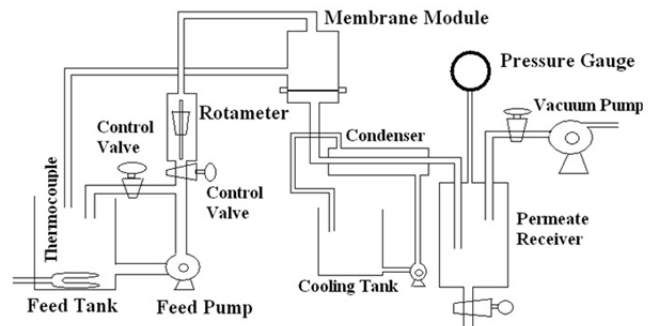 Membrane Module
Pressure Gauge
Vacuum Pump
Rotameter
Control
Valve
Condenser
Thermocouple
Control
Valve
Permeate
Receiver
Cooling Tank
Feed Tank
Feed Pump